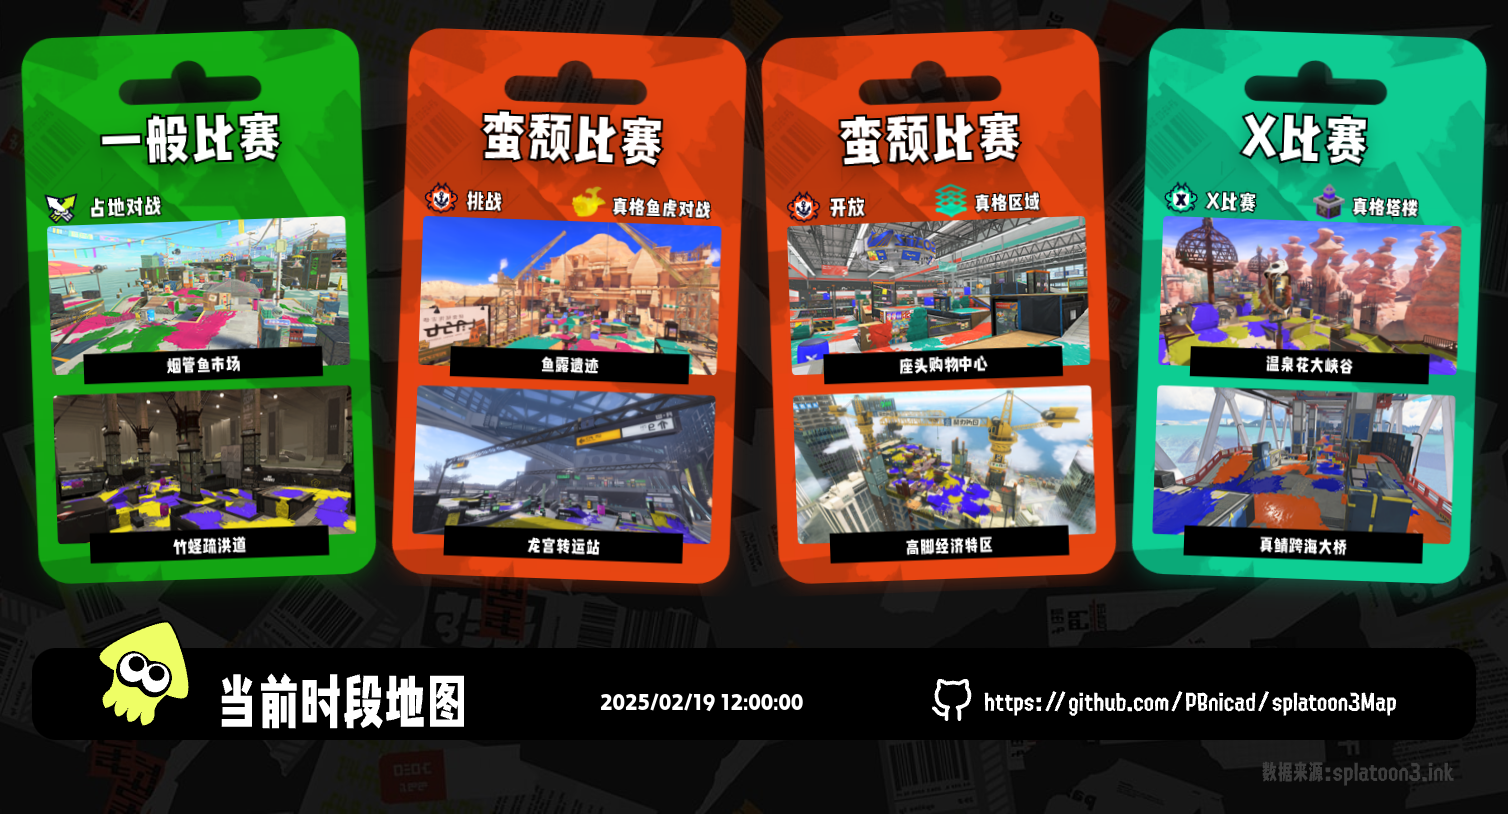 一般比赛
占地对战
烟管鱼市场
竹蛏疏洪道
蛮颓比赛
挑战
真格鱼虎对战
鱼露遗迹
龙宫转运站
蛮颓比赛
开放
真格区域
座头购物中心
高脚经济特区
X比赛
X比赛
真格塔楼
温泉花大峡谷
真鲭跨海大桥
当前时段地图
2025/02/19 12:00:00
https://github.com/PBnicad/splatoon3Map
数据来源:splatoon3.ink